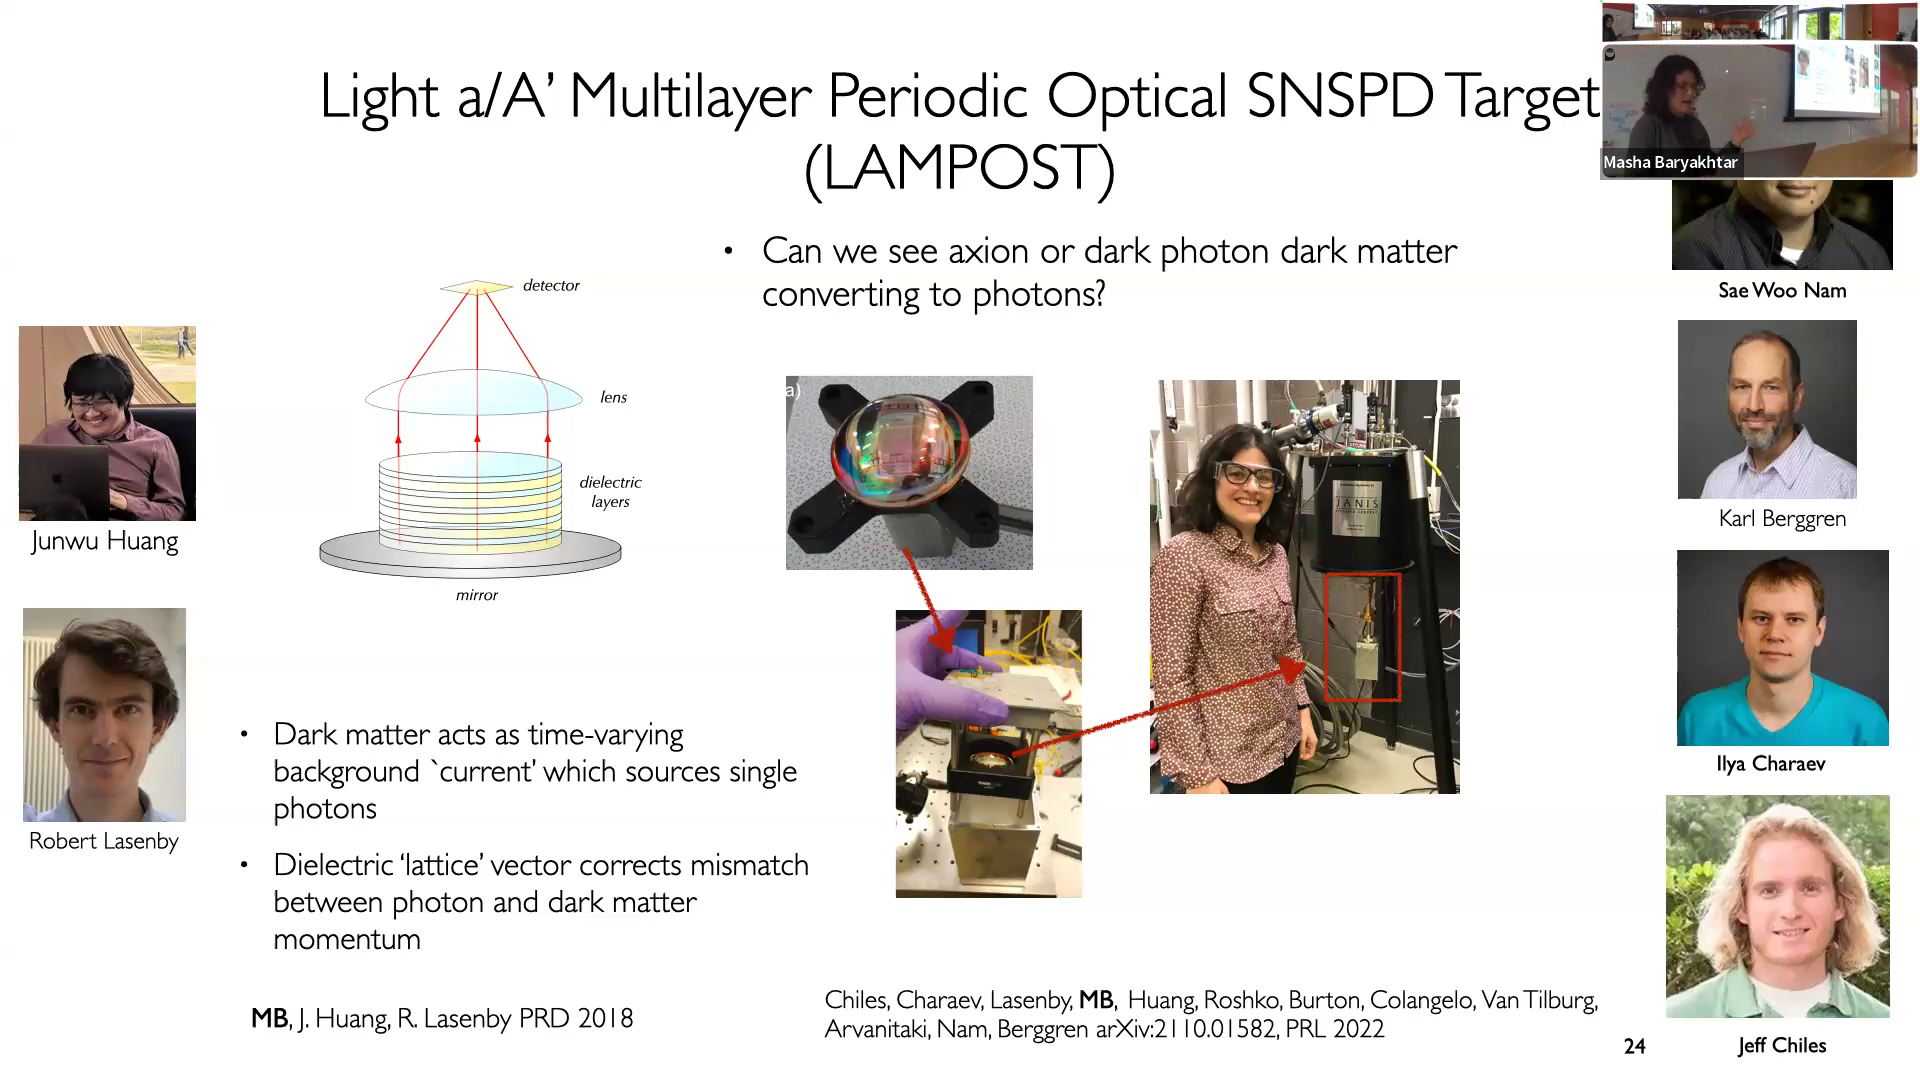 Light a/A’ Multilayer Periodic Optical SNSPD Target
(LAMPOST)
Masha Baryakhtar
• Can we see axion or dark photon dark matter
converting to photons?
detector
lens
dielectric
layers
mirror
a)
JANIS
Junwu Huang
Robert Lasenby
Sae Woo Nam
Karl Berggren
Ilya Charaev
Jeff Chiles
• Dark matter acts as time-varying
background `current’ which sources single
photons
• Dielectric ‘lattice’ vector corrects mismatch
between photon and dark matter
momentum
MB, J. Huang, R. Lasenby PRD 2018
Chiles, Charaev, Lasenby, MB, Huang, Roshko, Burton, Colangelo, Van Tilburg,
Arvanitaki, Nam, Berggren arXiv:2110.01582, PRL 2022
24